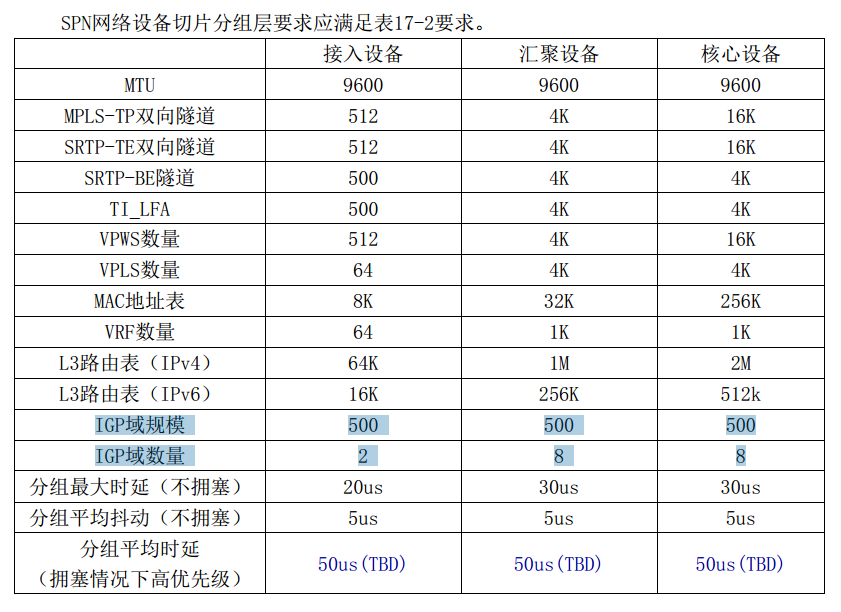 SPN网络设备切片分组层要求应满足表17-2要求。
接入设备 汇聚设备 核心设备
MTU 9600 9600 9600
MPLS-TP双向隧道 512 4K 16K
SRTP-TE双向隧道 512 4K 16K
SRTP-BE隧道 500 4K 4K
TI_LFA 500 4K 4K
VPWS数量 512 4K 16K
VPLS数量 64 4K 4K
MAC地址表 8K 32K 256K
VRF数量 64 1K 1K
L3路由表（IPv4） 64K 1M 2M
L3路由表（IPv6） 16K 256K 512k
IGP域规模 500 500 500
IGP域数量 2 8 8
分组最大时延（不拥塞） 20us 30us 30us
分组平均抖动（不拥塞） 5us 5us 5us
分组平均时延
（拥塞情况下高优先级） 50us(TBD) 50us(TBD) 50us(TBD)